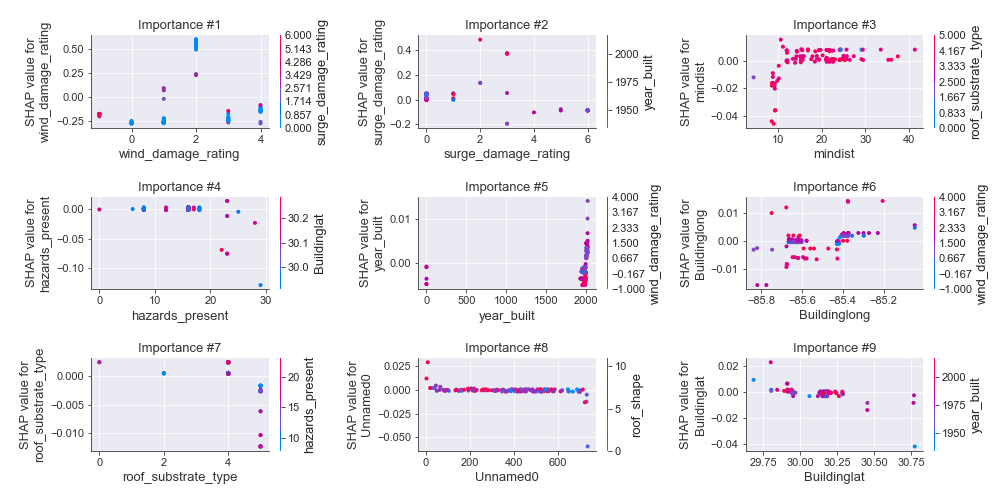 Importance #1
SHAP value for
wind_damage_rating
0.50
0.25
0.00
−0.25
0
2
4
wind_damage_rating
6.000
5.143
4.286
3.429
2.571
1.714
0.857
0.000
surge_damage_rating
Importance #2
SHAP value for
surge_damage_rating
0.4
0.2
0.0
−0.2
0
1
2
3
4
5
6
surge_damage_rating
2000
1975
1950
year_built
Importance #3
SHAP value for
mindist
0.00
−0.02
−0.04
10
20
30
40
mindist
5.000
4.167
3.333
2.500
1.667
0.833
0.000
roof_substrate_type
Importance #4
SHAP value for
hazards_present
0.00
−0.05
−0.10
0
10
20
30
hazards_present
30.2
30.1
30.0
Buildinglat
Importance #5
SHAP value for
year_built
0.01
0.00
0
500
1000
1500
2000
year_built
4.000
3.167
2.333
1.500
0.667
−0.167
−1.000
wind_damage_rating
Importance #6
SHAP value for
Buildinglong
0.01
0.00
−0.01
−85.8
−85.6
−85.4
−85.2
Buildinglong
4.000
3.167
2.333
1.500
0.667
−0.167
−1.000
wind_damage_rating
Importance #7
SHAP value for
roof_substrate_type
0.000
−0.005
−0.010
0
2
4
roof_substrate_type
20
15
10
hazards_present
Importance #8
SHAP value for
Unnamed0
0.025
0.000
−0.025
−0.050
0
200
400
600
Unnamed0
10
5
0
roof_shape
Importance #9
SHAP value for
Buildinglat
0.02
0.00
−0.02
−0.04
29.75
30.00
30.25
30.50
30.75
Buildinglat
2000
1975
1950
year_built